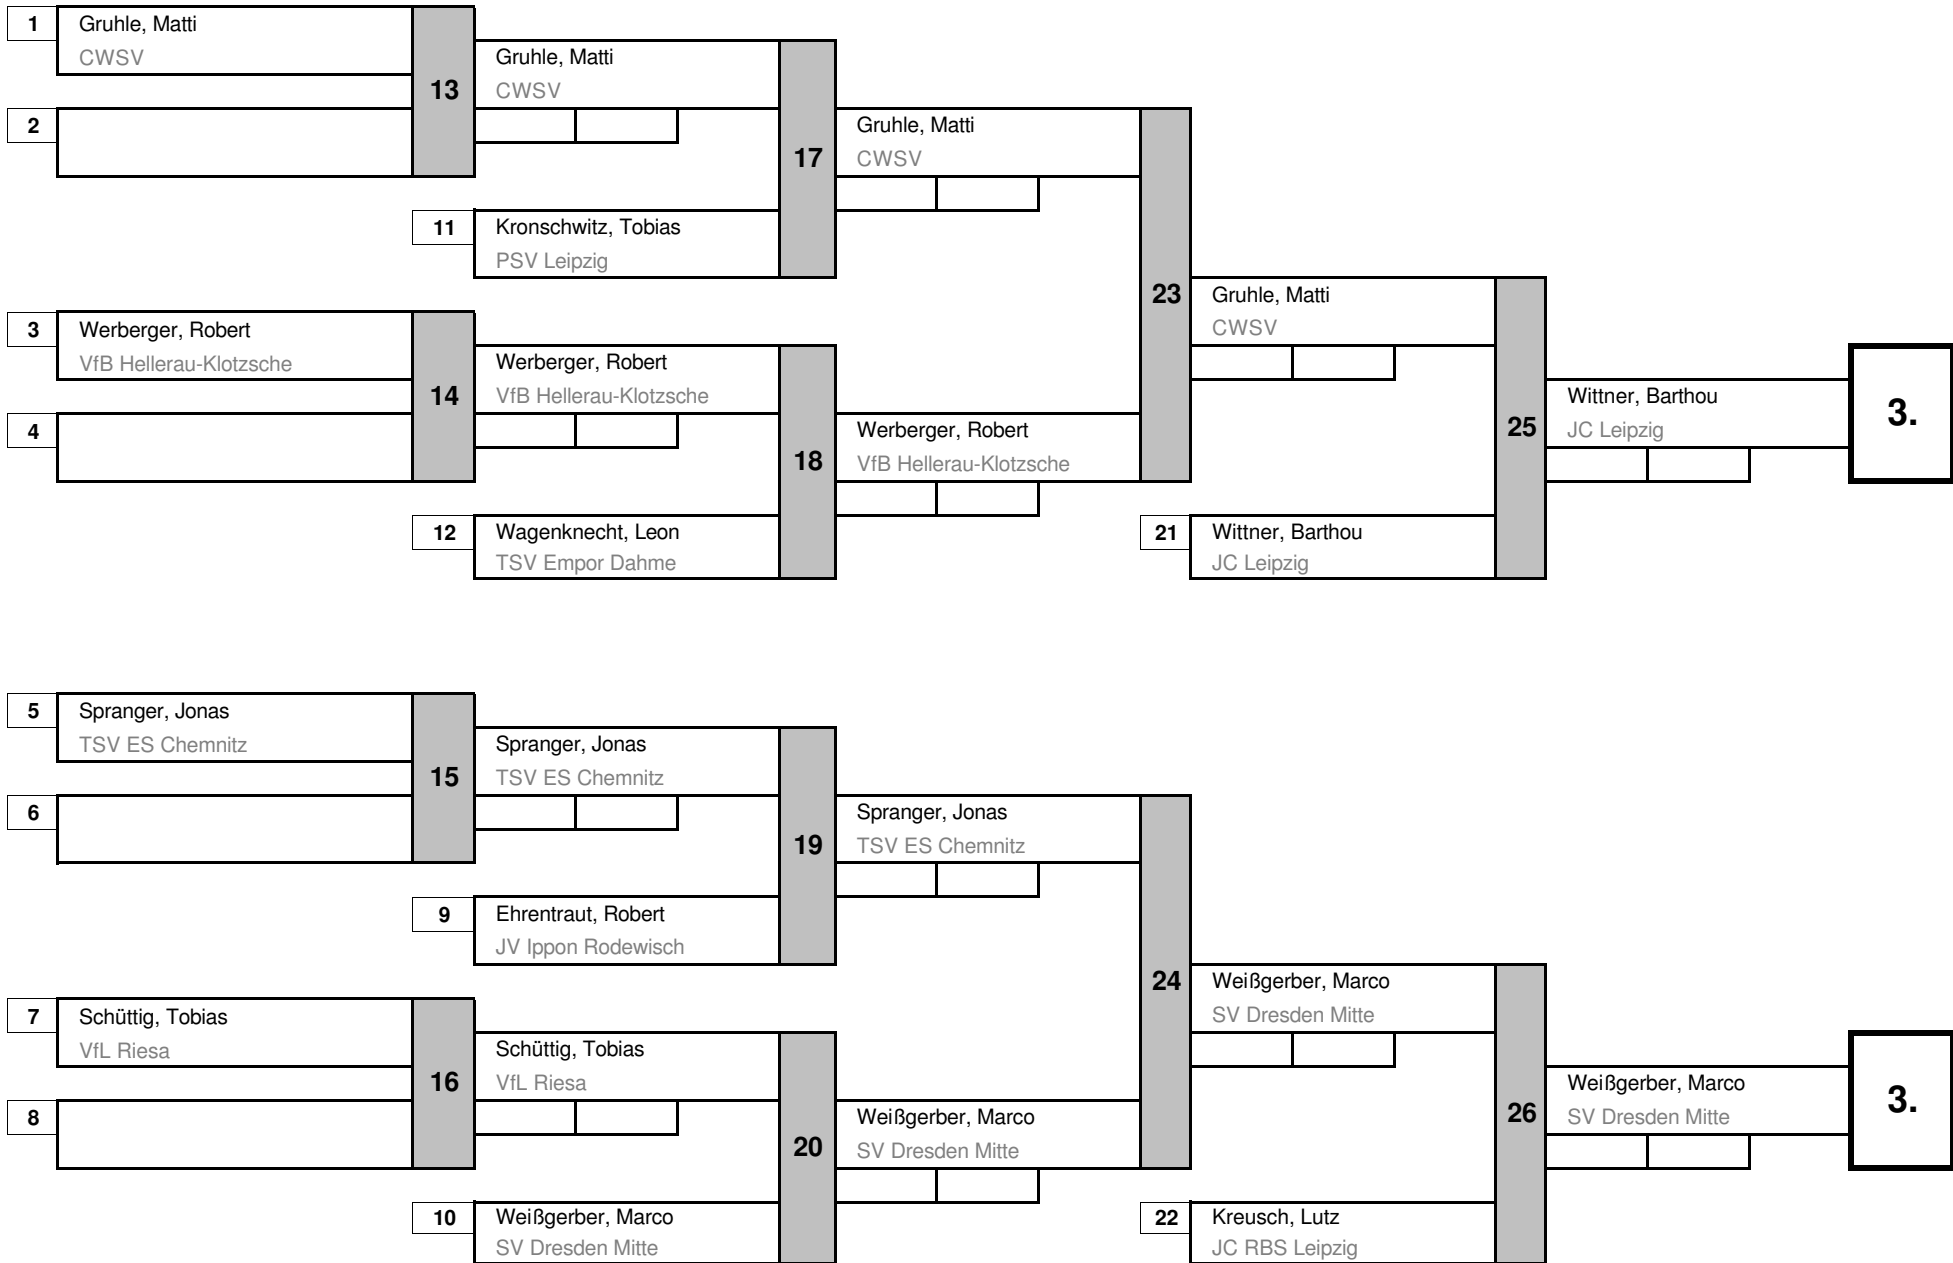 1
Gruhle, Matti
CWSV
13
Gruhle, Matti
CWSV
2
17
Gruhle, Matti
CWSV
11
Kronschwitz, Tobias
PSV Leipzig
23
Gruhle, Matti
CWSV
3
Werberger, Robert
VfB Hellerau-Klotzsche
14
Werberger, Robert
VfB Hellerau-Klotzsche
4
18
Werberger, Robert
VfB Hellerau-Klotzsche
12
Wagenknecht, Leon
TSV Empor Dahme
21
Wittner, Barthou
JC Leipzig
25
Wittner, Barthou
JC Leipzig
3.
5
Spranger, Jonas
TSV ES Chemnitz
15
Spranger, Jonas
TSV ES Chemnitz
6
19
Spranger, Jonas
TSV ES Chemnitz
9
Ehrentraut, Robert
JV Ippon Rodewisch
24
Weißgerber, Marco
SV Dresden Mitte
7
Schüttig, Tobias
VfL Riesa
16
Schüttig, Tobias
VfL Riesa
8
20
Weißgerber, Marco
SV Dresden Mitte
10
Weißgerber, Marco
SV Dresden Mitte
22
Kreusch, Lutz
JC RBS Leipzig
26
Weißgerber, Marco
SV Dresden Mitte
3.